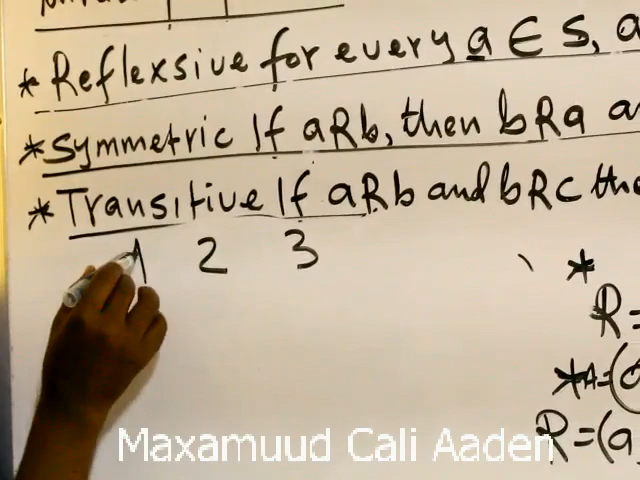 * Reflexsive for every a ∈ S, a
* Symmetric If aRb, then bRa a
* Transitive If aRb and bRc the
1 2 3
*
R=
*A=(
R=(a
Maxamuud Cali Aaden